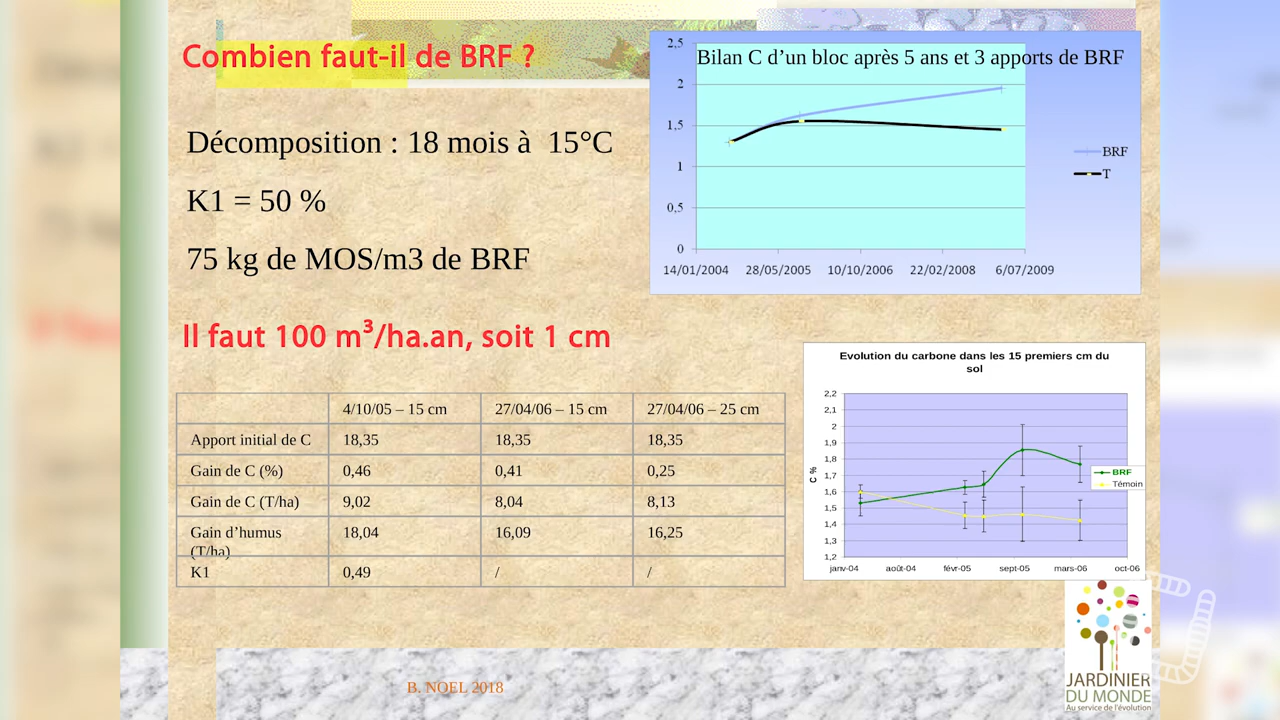 Combien faut-il de BRF ?
Décomposition : 18 mois à 15°C
K1 = 50 %
75 kg de MOS/m3 de BRF
Il faut 100 m³/ha.an, soit 1 cm
Bilan C d’un bloc après 5 ans et 3 apports de BRF
2,5
2
1,5
1
0,5
0
14/01/2004 28/05/2005 10/10/2006 22/02/2008 6/07/2009
BRF
T
4/10/05 – 15 cm 27/04/06 – 15 cm 27/04/06 – 25 cm
Apport initial de C 18,35 18,35 18,35
Gain de C (%) 0,46 0,41 0,25
Gain de C (T/ha) 9,02 8,04 8,13
Gain d’humus 18,04 16,09 16,25
(T/ha)
K1 0,49 / /
Evolution du carbone dans les 15 premiers cm du
sol
C %
2,2
2,1
2
1,9
1,8
1,7
1,6
1,5
1,4
1,3
1,2
janv-04 août-04 févr-05 sept-05 mars-06 oct-06
BRF
Témoin
B. NOEL 2018
JARDINIER
DU MONDE
Au service de l'évolution